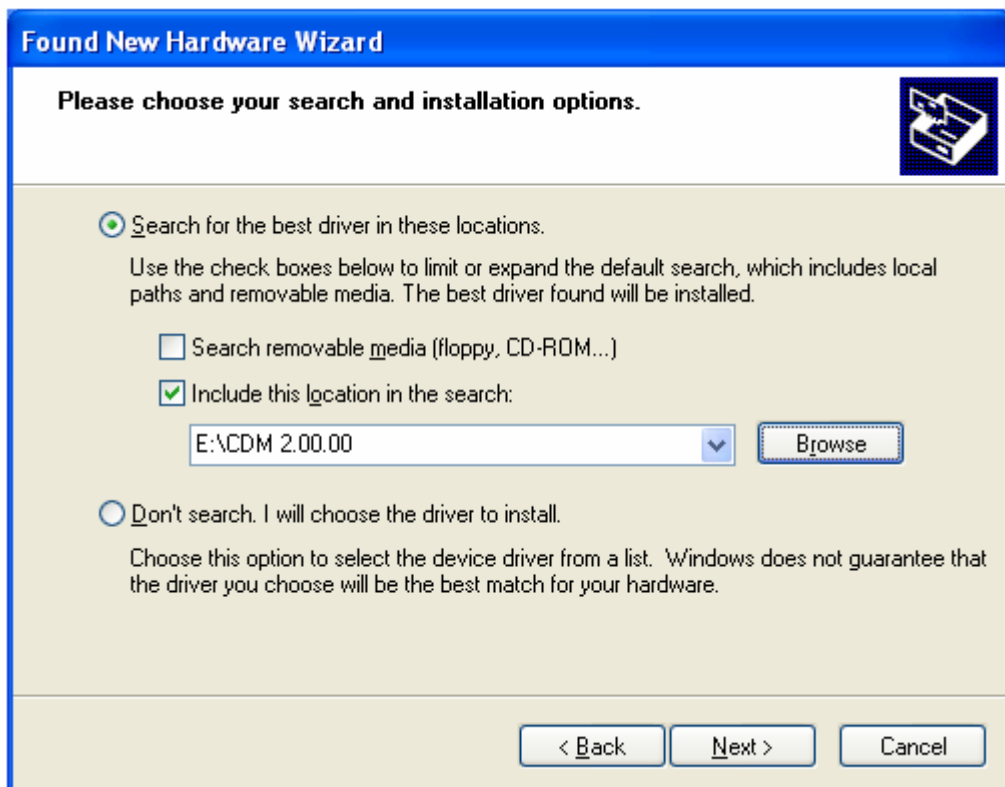 Found New Hardware Wizard
Please choose your search and installation options.
Search for the best driver in these locations.
Use the check boxes below to limit or expand the default search, which includes local
paths and removable media. The best driver found will be installed.
Search removable media (floppy, CD-ROM...)
Include this location in the search:
E:\CDM 2.00.00
Browse
Don't search. I will choose the driver to install.
Choose this option to select the device driver from a list.  Windows does not guarantee that
the driver you choose will be the best match for your hardware.
< Back
Next >
Cancel